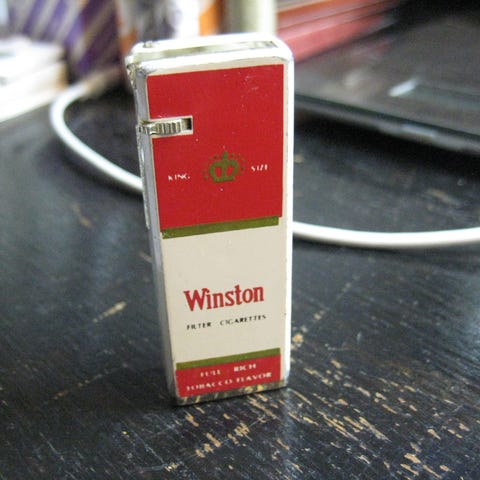 KING SIZE
Winston
FILTER CIGARETTES
FULL · RICH
TOBACCO FLAVOR